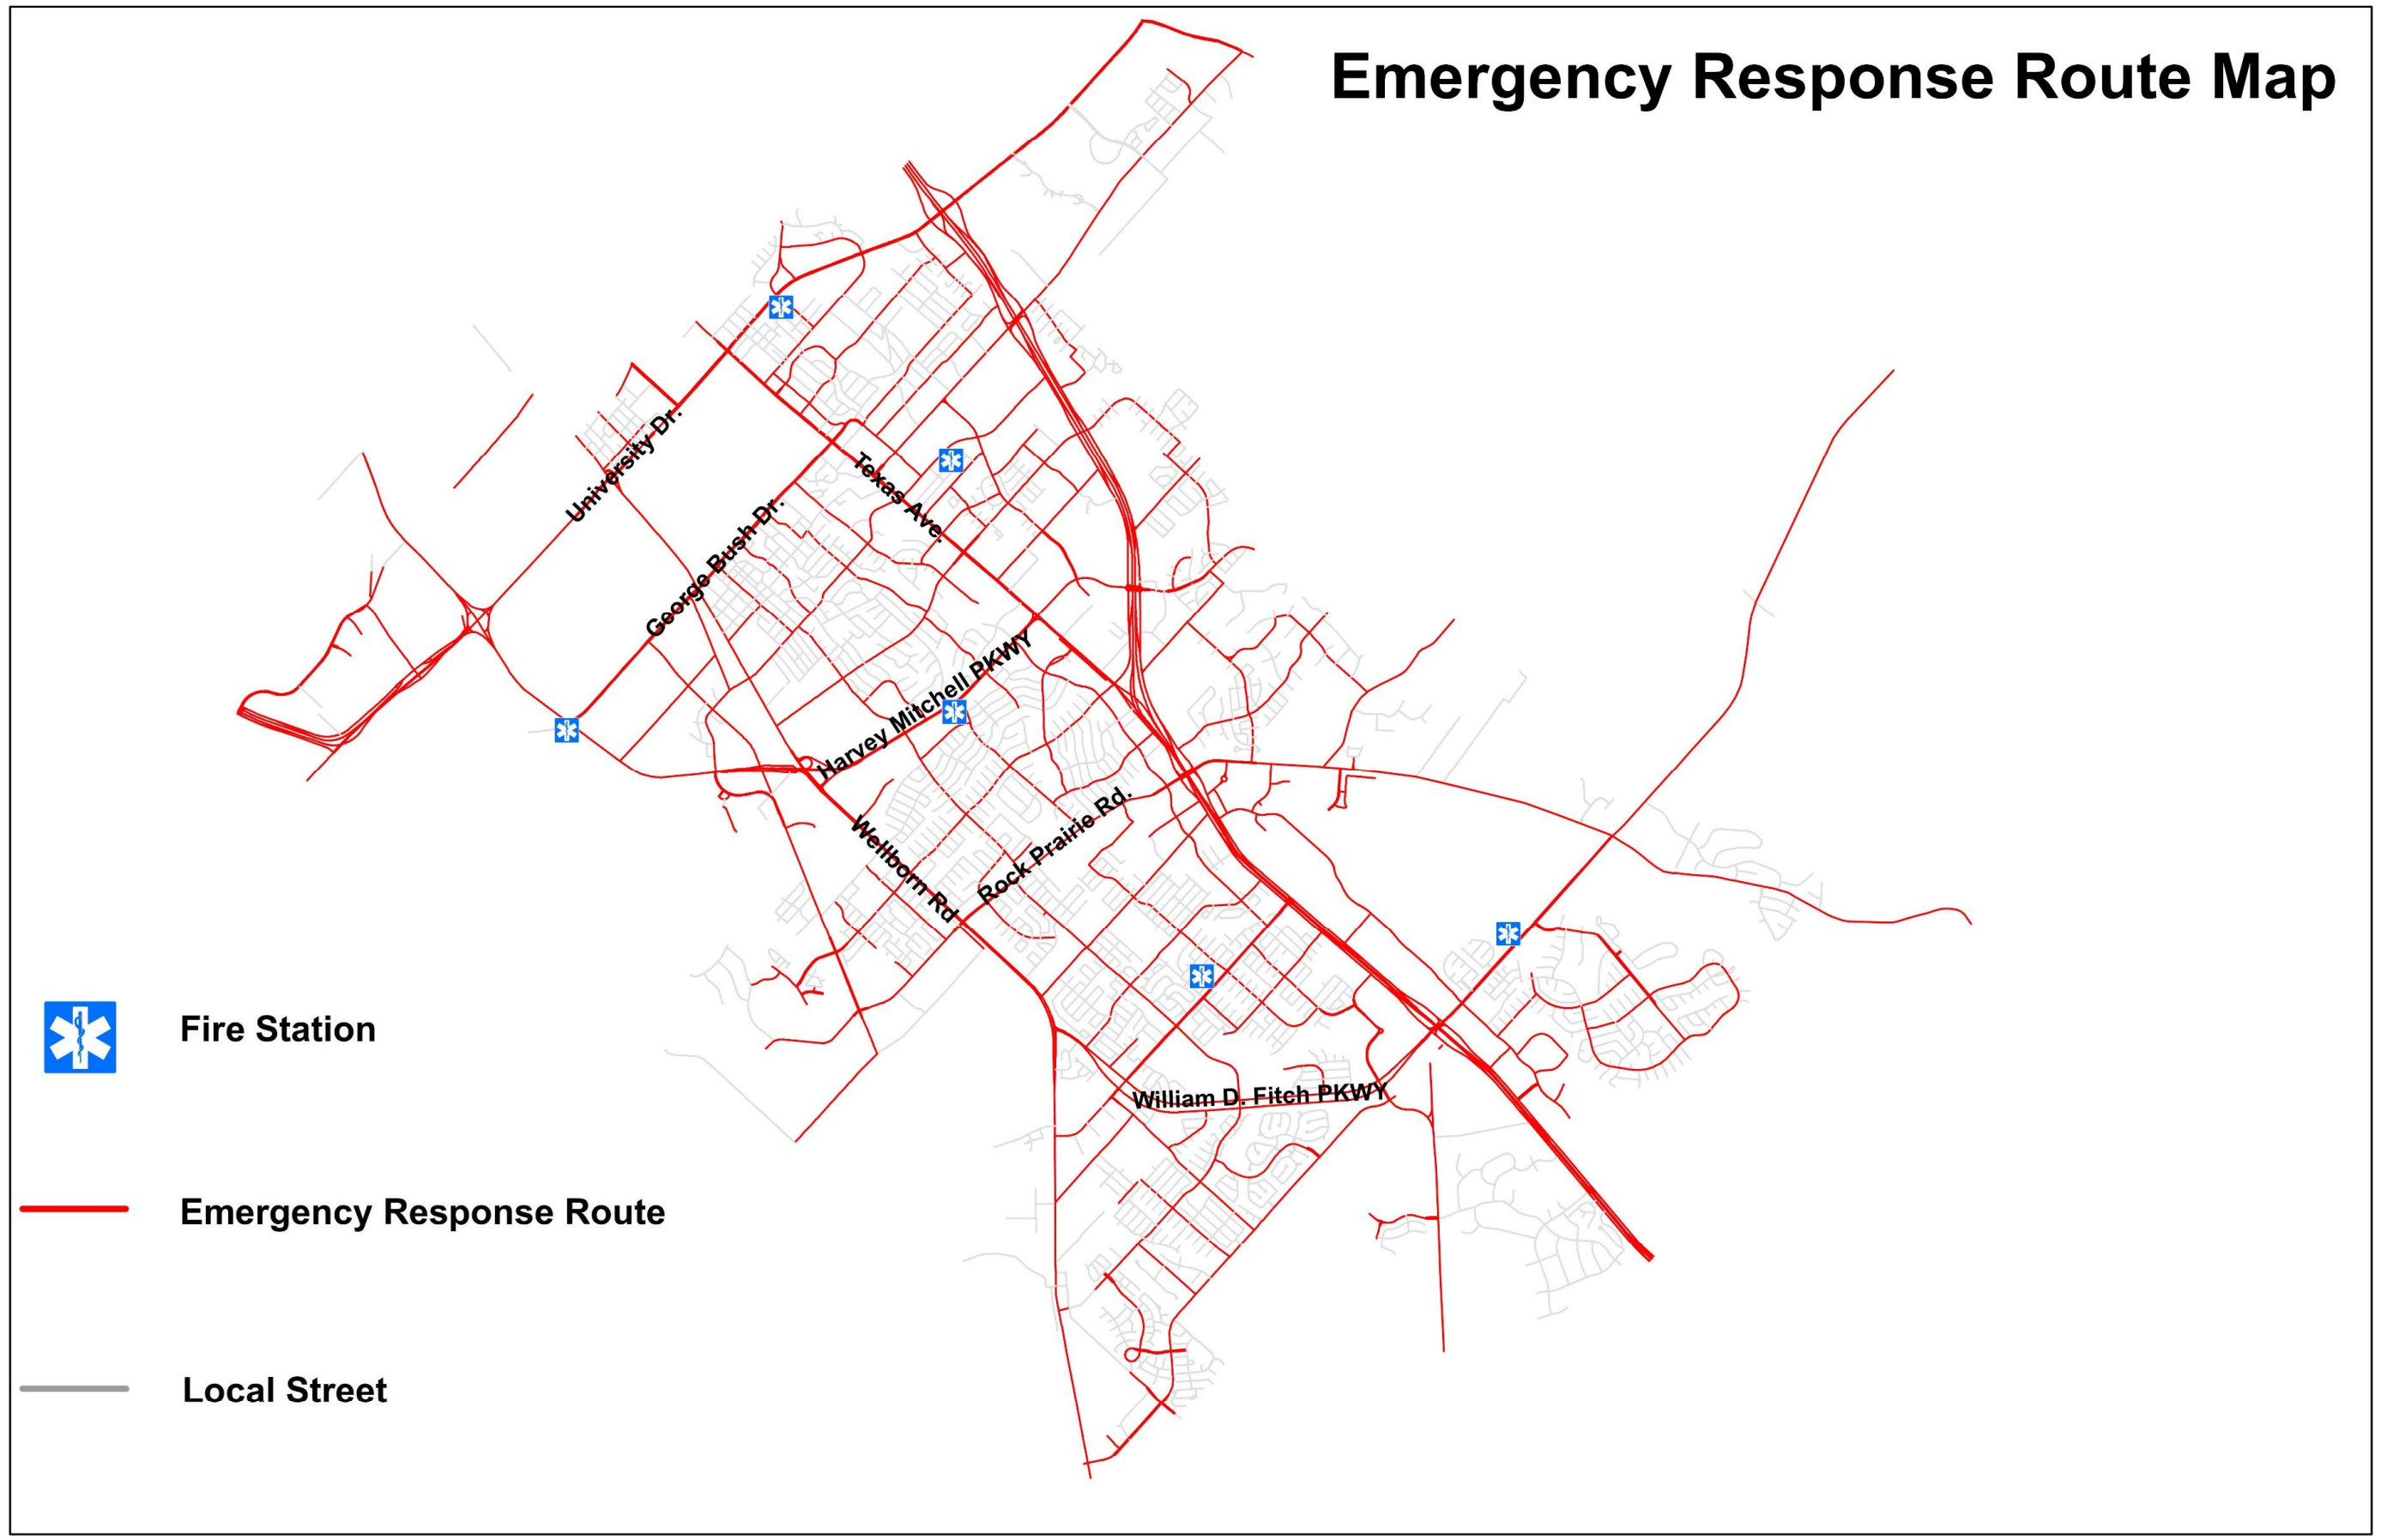 Emergency Response Route Map
University Dr.
Texas Ave.
George Bush Dr.
Harvey Mitchell PKWY
Rock Prairie Rd.
Wellborn Rd
William D. Fitch PKWY
Fire Station
Emergency Response Route
Local Street